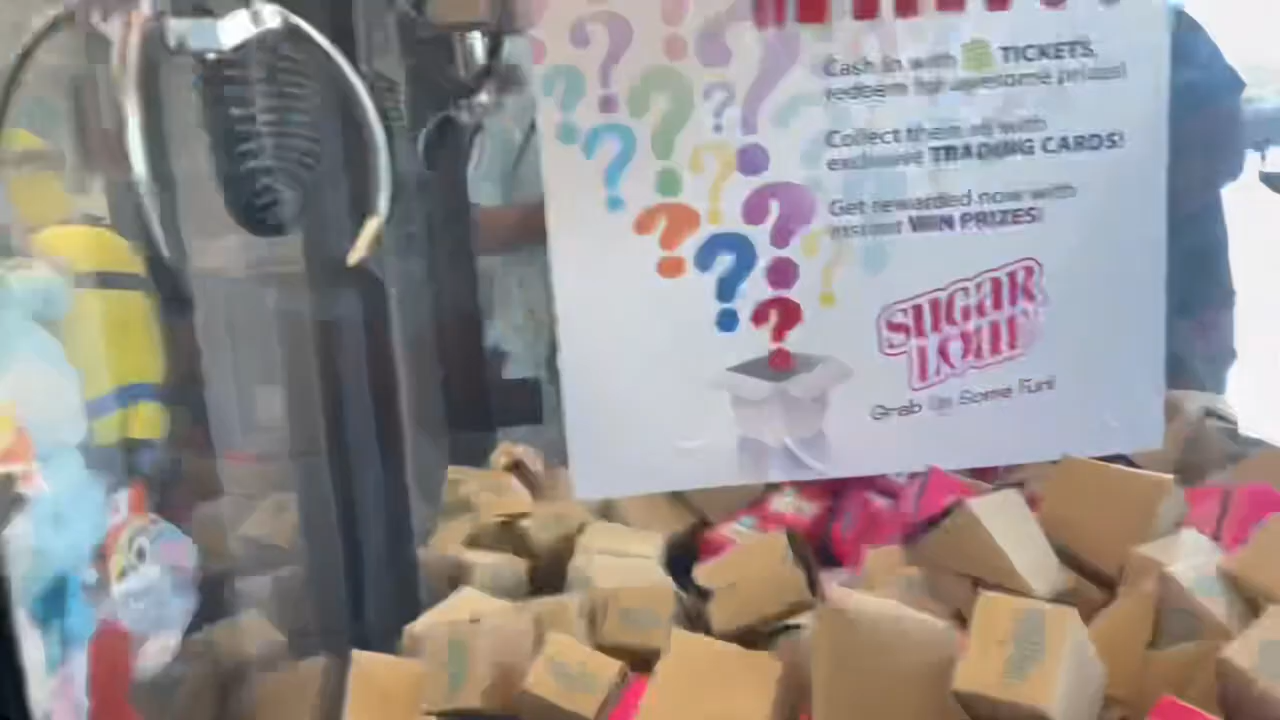 Cash in with TICKETS,
redeem for awesome prizes!
Collect them all with
exclusive TRADING CARDS!
Get rewarded now with
instant WIN PRIZES!
SUGAR
LOAF
Grab Us Some Fun!